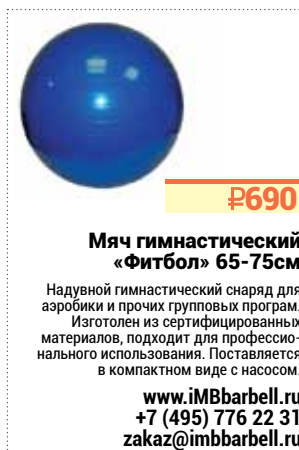 ₽690
Мяч гимнастический
«Фитбол» 65-75см
Надувной гимнастический снаряд для
аэробики и прочих групповых програм.
Изготолен из сертифицированных
материалов, подходит для профессио-
нального использования. Поставляется
в компактном виде с насосом.
www.iMBbarbell.ru
+7 (495) 776 22 31
zakaz@imbbarbell.ru